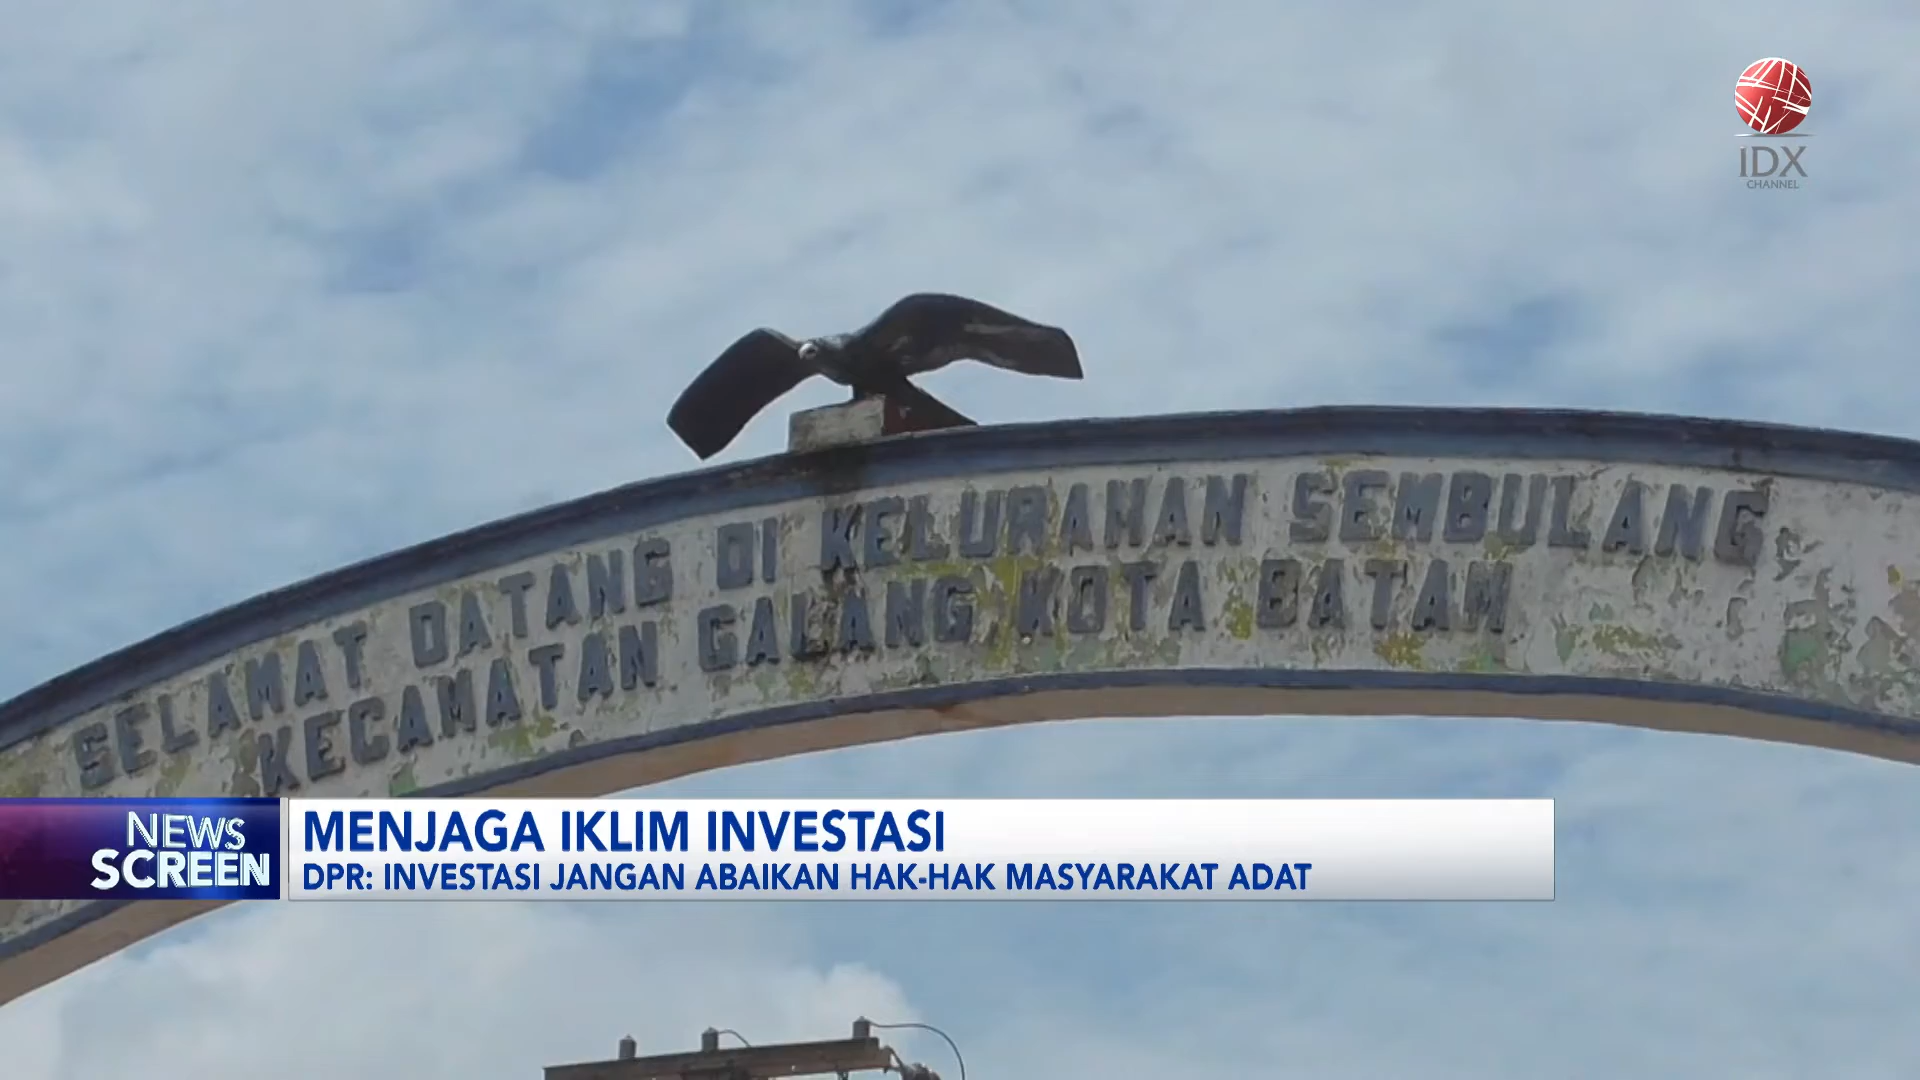 IDX
CHANNEL
SELAMAT DATANG DI KELURAHAN SEMBULANG
KECAMATAN GALANG KOTA BATAM
NEWS
SCREEN
MENJAGA IKLIM INVESTASI
DPR: INVESTASI JANGAN ABAIKAN HAK-HAK MASYARAKAT ADAT